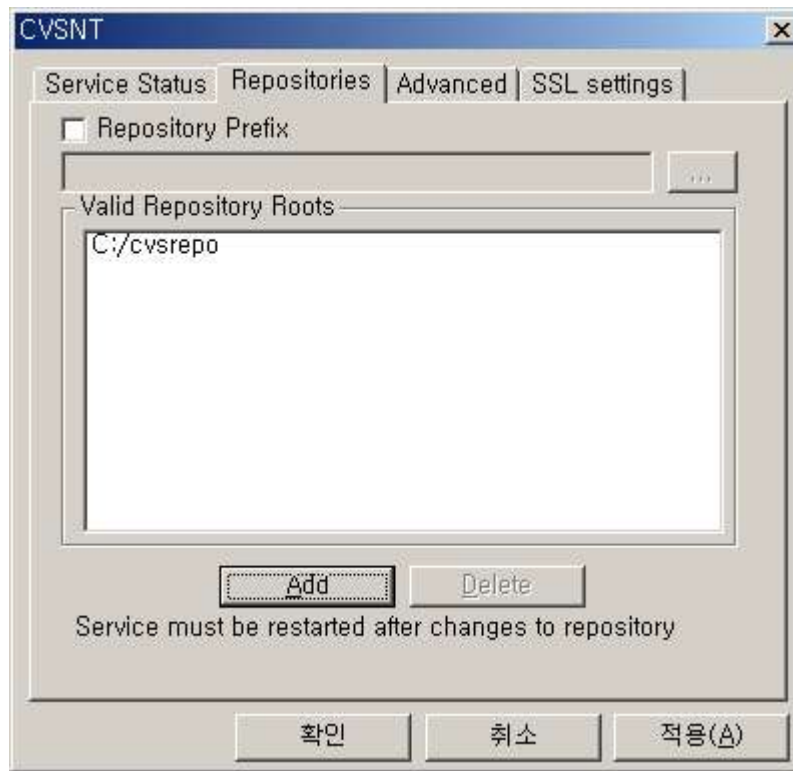 CVSNT
Service Status Repositories Advanced SSL settings
Repository Prefix
...
Valid Repository Roots
C:/cvsrepo
Add Delete
Service must be restarted after changes to repository
확인 취소 적용(A)